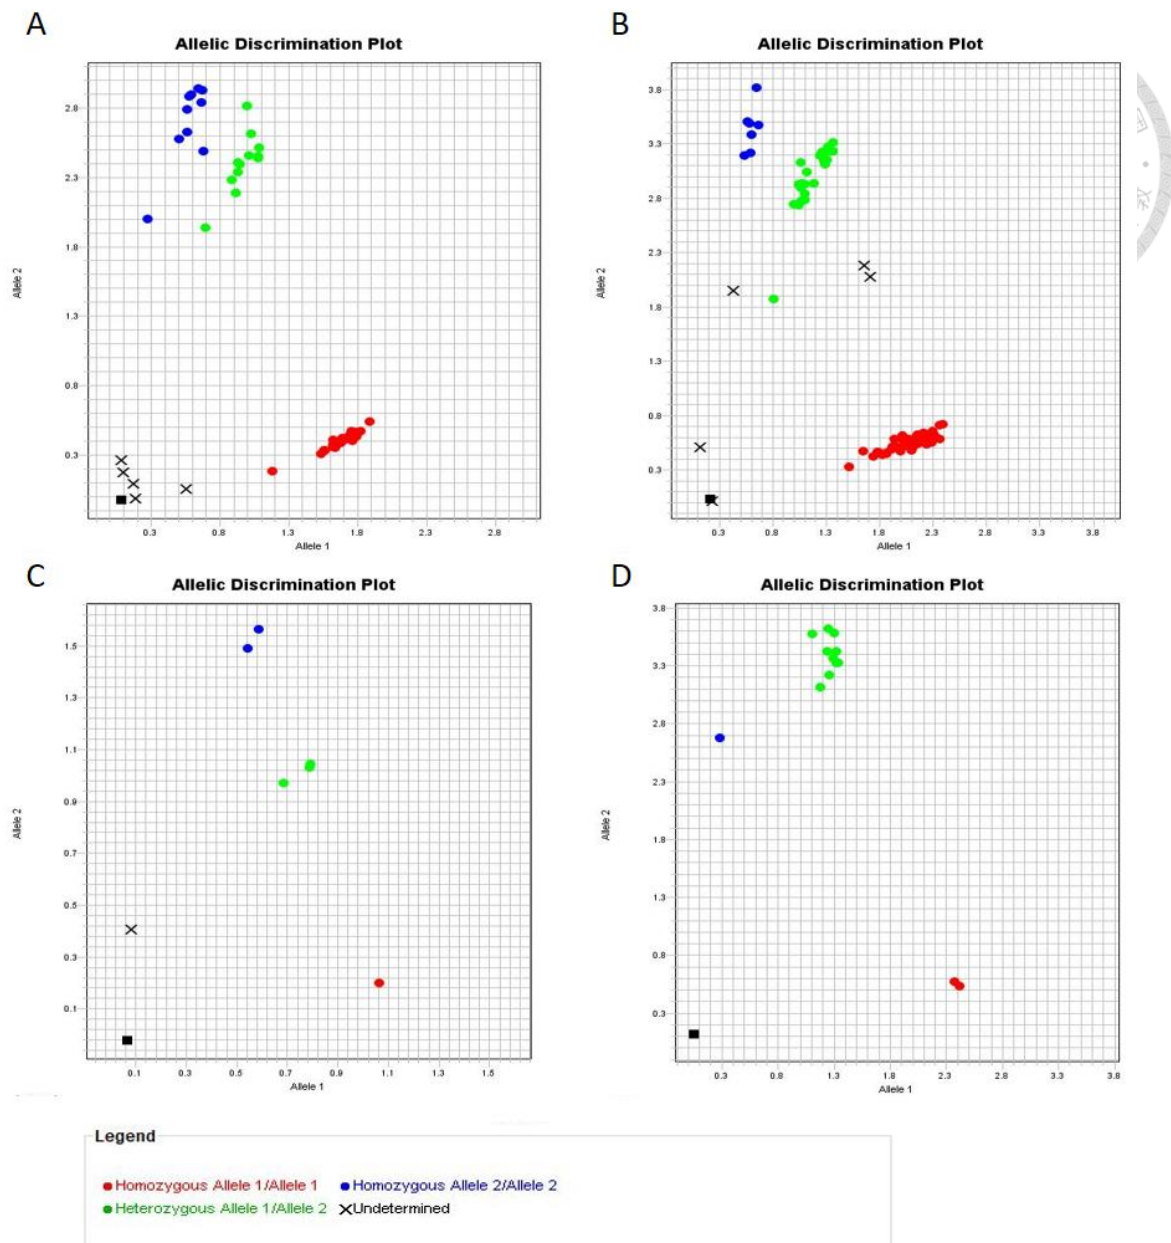 A
Allelic Discrimination Plot
2.8
2.3
1.8
1.3
0.8
0.3
Allele 2
0.3 0.8 1.3 1.8 2.3 2.8
Allele 1
B
Allelic Discrimination Plot
3.8
3.3
2.8
2.3
1.8
1.3
0.8
0.3
Allele 2
0.3 0.8 1.3 1.8 2.3 2.8 3.3 3.8
Allele 1
C
Allelic Discrimination Plot
1.5
1.3
1.1
0.9
0.7
0.5
0.3
0.1
Allele 2
0.1 0.3 0.5 0.7 0.9 1.1 1.3 1.5
Allele 1
D
Allelic Discrimination Plot
3.8
3.3
2.8
2.3
1.8
1.3
0.8
0.3
Allele 2
0.3 0.8 1.3 1.8 2.3 2.8 3.3 3.8
Allele 1
Legend
Homozygous Allele 1/Allele 1 Homozygous Allele 2/Allele 2
Heterozygous Allele 1/Allele 2 Undetermined